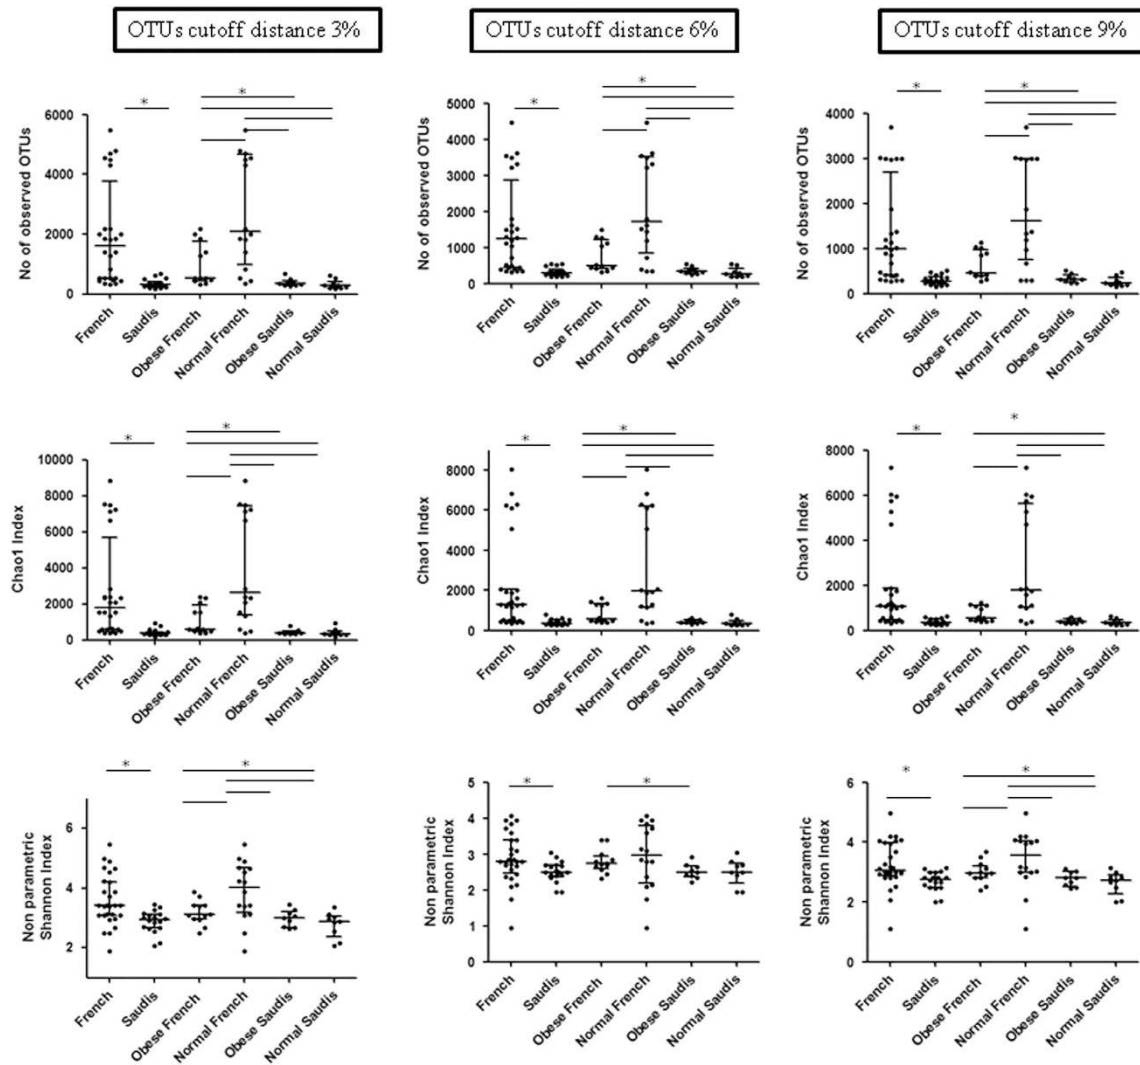 OTUs cutoff distance 3%
OTUs cutoff distance 6%
OTUs cutoff distance 9%
No of observed OTUs
6000
4000
2000
0
*
*
French
Saudis
Obese French
Normal French
Obese Saudis
Normal Saudis
No of observed OTUs
5000
4000
3000
2000
1000
0
*
*
French
Saudis
Obese French
Normal French
Obese Saudis
Normal Saudis
No of observed OTUs
4000
3000
2000
1000
0
*
*
French
Saudis
Obese French
Normal French
Obese Saudis
Normal Saudis
Chao1 Index
10000
8000
6000
4000
2000
0
*
*
French
Saudis
Obese French
Normal French
Obese Saudis
Normal Saudis
Chao1 Index
8000
6000
4000
2000
0
*
*
French
Saudis
Obese French
Normal French
Obese Saudis
Normal Saudis
Chao1 Index
8000
6000
4000
2000
0
*
*
French
Saudis
Obese French
Normal French
Obese Saudis
Normal Saudis
Non parametric
Shannon Index
6
4
2
*
*
French
Saudis
Obese French
Normal French
Obese Saudis
Normal Saudis
Non parametric
Shannon Index
5
4
3
2
1
0
*
*
French
Saudis
Obese French
Normal French
Obese Saudis
Normal Saudis
Non parametric
Shannon Index
6
4
2
0
*
*
French
Saudis
Obese French
Normal French
Obese Saudis
Normal Saudis